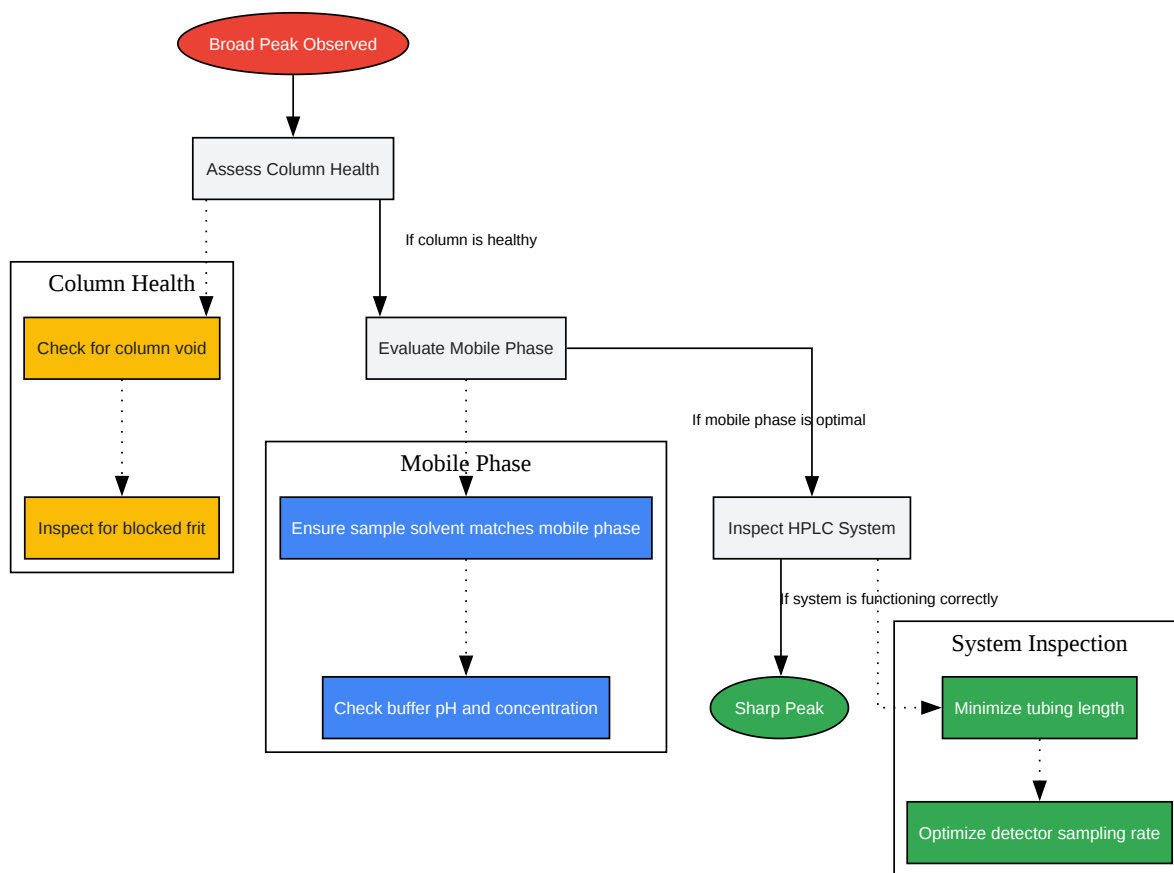 Broad Peak Observed
Assess Column Health
If column is healthy
Column Health
Check for column void
Evaluate Mobile Phase
If mobile phase is optimal
Mobile Phase
Inspect for blocked frit
Ensure sample solvent matches mobile phase
Inspect HPLC System
If system is functioning correctly
System Inspection
Check buffer pH and concentration
Sharp Peak
Minimize tubing length
Optimize detector sampling rate